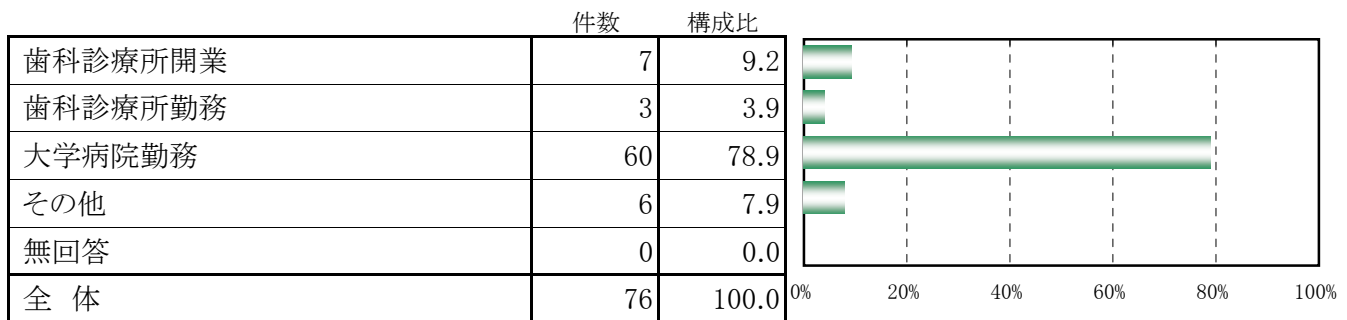 件数 構成比
歯科診療所開業 7 9.2
歯科診療所勤務 3 3.9
大学病院勤務 60 78.9
その他 6 7.9
無回答 0 0.0
全 体 76 100.0
0% 20% 40% 60% 80% 100%